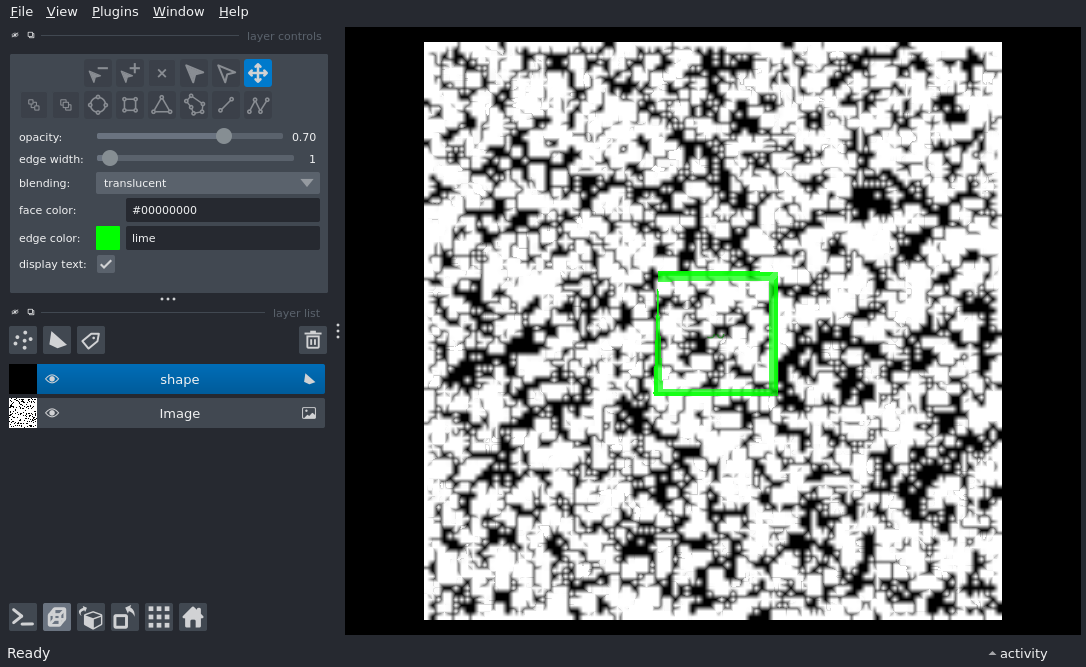 File View Plugins Window Help
layer controls
opacity: 0.70
edge width: 1
blending: translucent
face color: #00000000
edge color: lime
display text:
layer list
shape
Image
Ready
activity